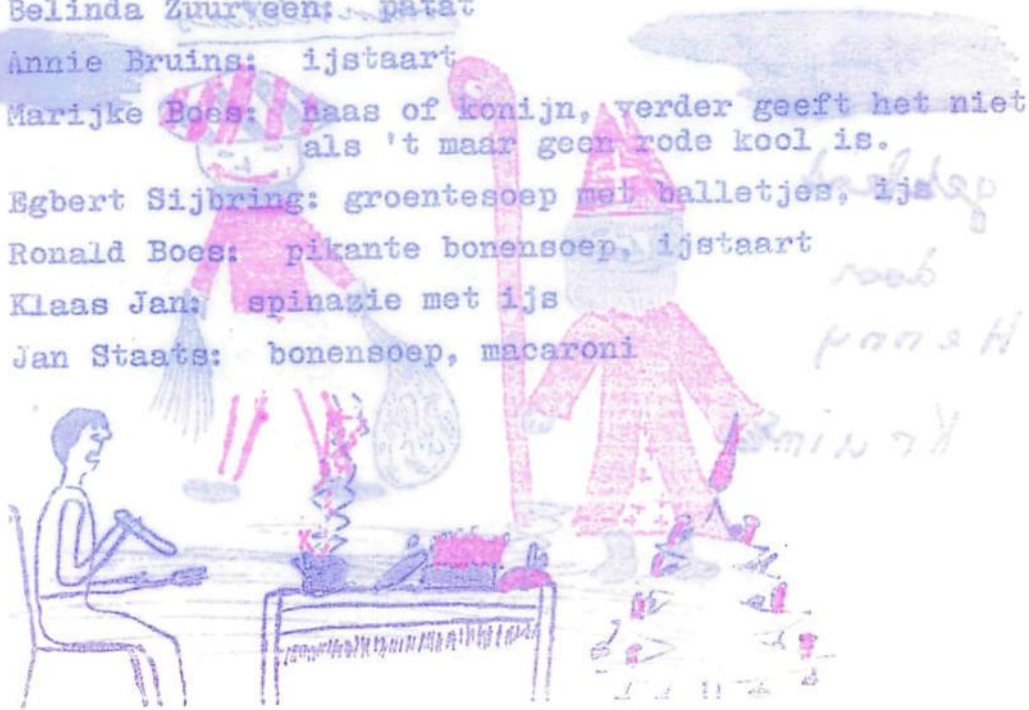 Belinda Zuurveen: patat
Annie Bruins: ijstaart
Marijke Boes: haas of konijn, verder geeft het niet
als 't maar geen rode kool is.
Egbert Sijbring: groentesoep met balletjes, ijs
Ronald Boes: pikante bonensoep, ijstaart
Klaas Jan: spinazie met ijs
Jan Staats: bonensoep, macaroni
door
Henny